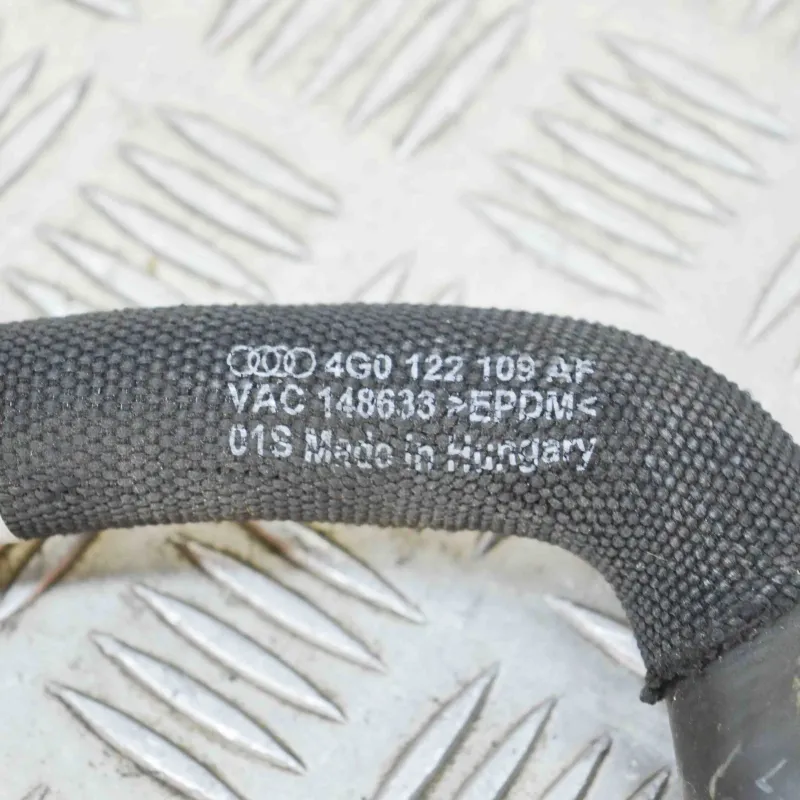 4G0 122 109 AF
VAC 148633 >EPDM<
01S Made in Hungary